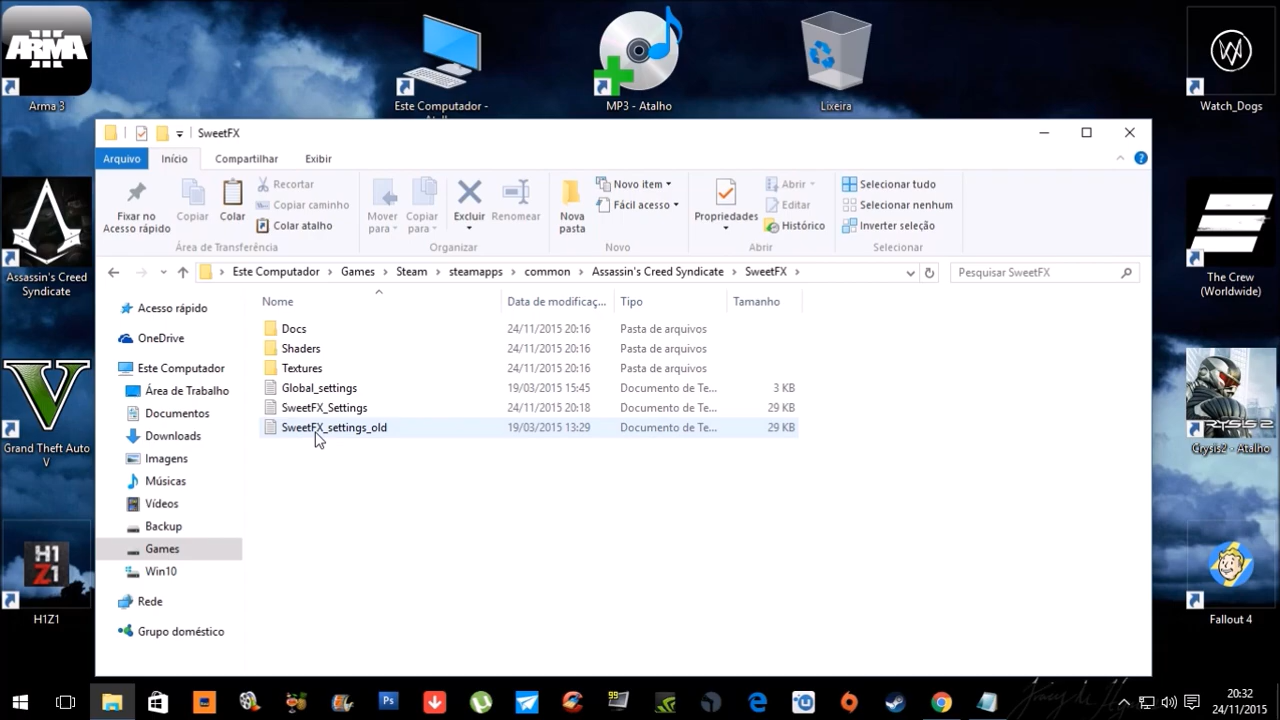 ARMA
III
Arma 3
Este Computador -
MP3 - Atalho
Lixeira
Watch_Dogs
SweetFX
Arquivo
Início
Compartilhar
Exibir
Fixar no
Acesso rápido
Copiar
Colar
Recortar
Copiar caminho
Colar atalho
Área de Transferência
Mover
para
Copiar
para
Excluir
Renomear
Organizar
Nova
pasta
Novo item
Fácil acesso
Novo
Propriedades
Abrir
Editar
Histórico
Abrir
Selecionar tudo
Selecionar nenhum
Inverter seleção
Selecionar
Este Computador
Games
Steam
steamapps
common
Assassin's Creed Syndicate
SweetFX
Pesquisar SweetFX
Nome
Data de modificaç...
Tipo
Tamanho
Docs 24/11/2015 20:16 Pasta de arquivos
Shaders 24/11/2015 20:16 Pasta de arquivos
Textures 24/11/2015 20:16 Pasta de arquivos
Global_settings 19/03/2015 15:45 Documento de Te... 3 KB
SweetFX_Settings 24/11/2015 20:18 Documento de Te... 29 KB
SweetFX_settings_old 19/03/2015 13:29 Documento de Te... 29 KB
Acesso rápido
OneDrive
Este Computador
Área de Trabalho
Documentos
Downloads
Imagens
Músicas
Vídeos
Backup
Games
Win10
Rede
Grupo doméstico
Assassin's Creed
Syndicate
Grand Theft Auto
V
H1
Z1
H1Z1
The Crew
(Worldwide)
CRYSIS 2
Crysis2 - Atalho
Fallout 4
Ps
99
20:32
24/11/2015